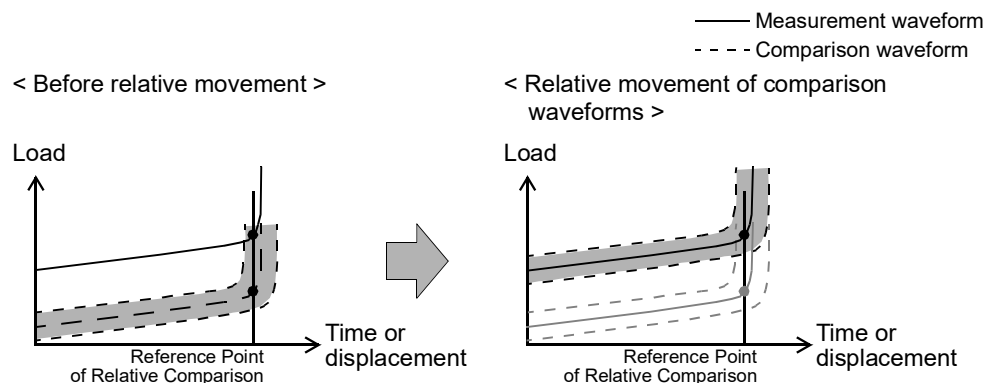 Measurement waveform
Comparison waveform
< Before relative movement >
< Relative movement of comparison
waveforms >
Load
Time or
displacement
Reference Point
of Relative Comparison
Load
Time or
displacement
Reference Point
of Relative Comparison